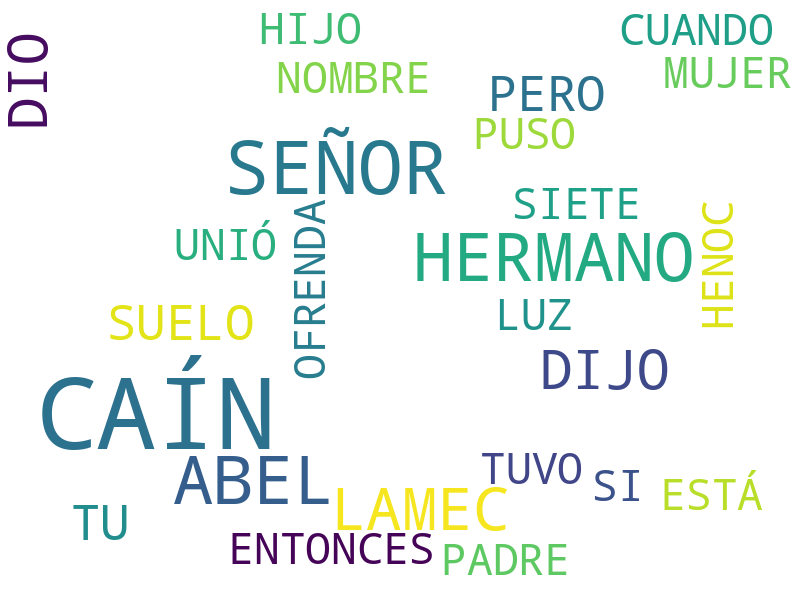 HIJO
CUANDO
DIO
NOMBRE
MUJER
PERO
PUSO
SEÑOR
SIETE
UNIÓ
OFRENDA
HERMANO
HENOC
SUELO
LUZ
DIJO
CAÍN
ABEL
TUVO
SI
ESTÁ
LAMEC
TU
ENTONCES
PADRE